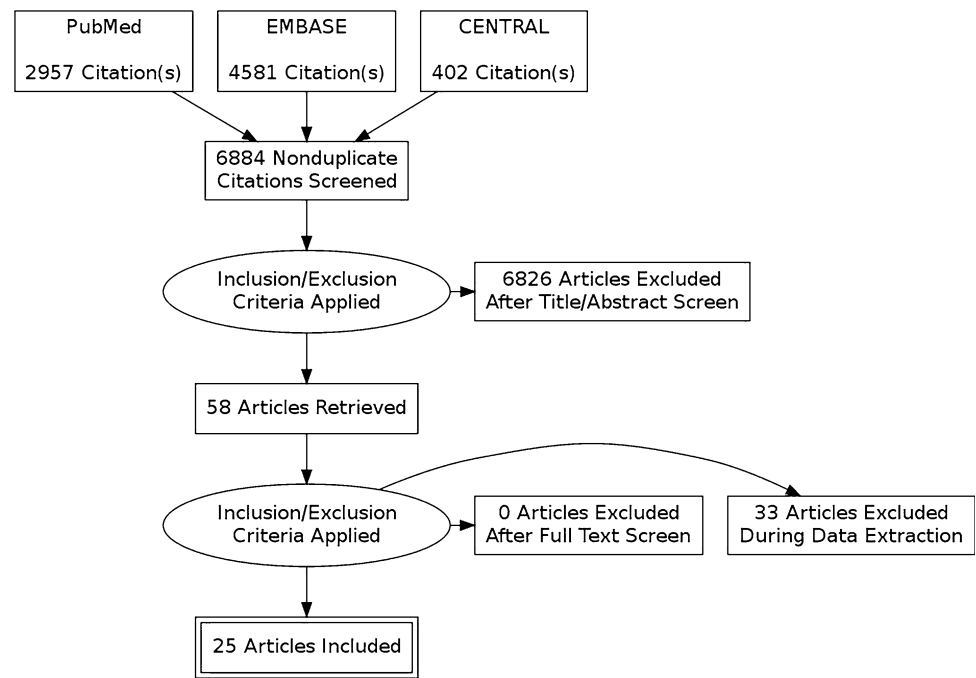 PubMed
2957 Citation(s)
EMBASE
4581 Citation(s)
CENTRAL
402 Citation(s)
6884 Nonduplicate
Citations Screened
Inclusion/Exclusion
Criteria Applied
6826 Articles Excluded
After Title/Abstract Screen
58 Articles Retrieved
Inclusion/Exclusion
Criteria Applied
0 Articles Excluded
After Full Text Screen
33 Articles Excluded
During Data Extraction
25 Articles Included